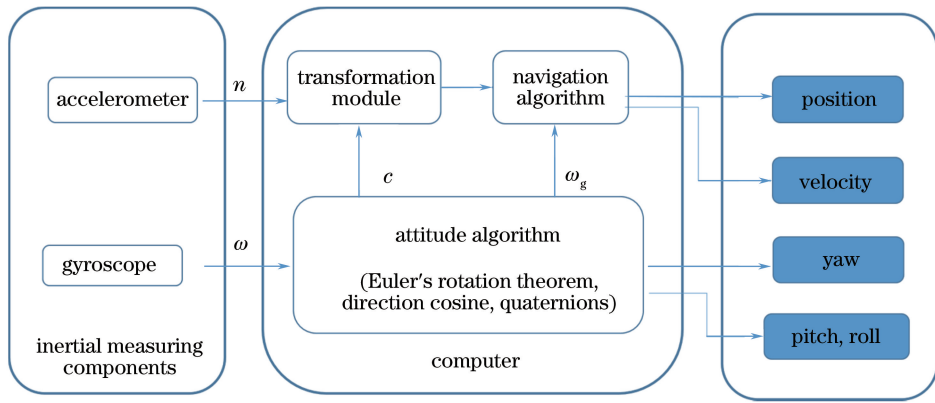 accelerometer
gyroscope
inertial measuring
components
n
ω
transformation
module
navigation
algorithm
c
ω_g
attitude algorithm
(Euler's rotation theorem,
direction cosine, quaternions)
computer
position
velocity
yaw
pitch, roll